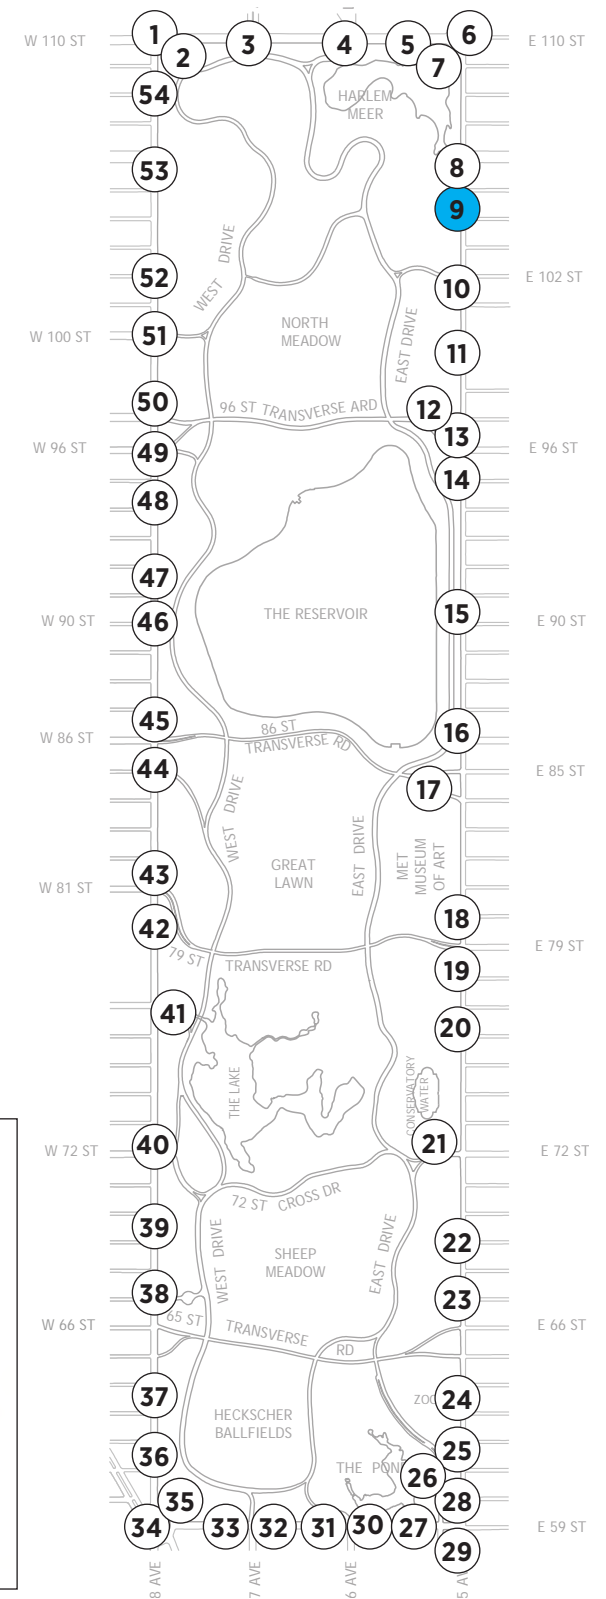 W 110 ST
1
2
3
4
5
6
7
E 110 ST
54
HARLEM
MEER
53
8
9
WEST DRIVE
52
10
E 102 ST
W 100 ST
51
NORTH
MEADOW
EAST DRIVE
11
50
96 ST TRANSVERSE ARD
12
13
W 96 ST
49
E 96 ST
14
48
47
W 90 ST
46
THE RESERVOIR
15
E 90 ST
45
W 86 ST
86 ST
TRANSVERSE RD
16
44
E 85 ST
17
WEST DRIVE
EAST DRIVE
MET
MUSEUM
OF ART
GREAT
LAWN
43
W 81 ST
42
18
79 ST
TRANSVERSE RD
E 79 ST
19
41
20
THE LAKE
CONSERVATORY
WATER
40
W 72 ST
21
E 72 ST
72 ST CROSS DR
39
WEST DRIVE
SHEEP
MEADOW
EAST DRIVE
22
38
23
W 66 ST
65 ST
TRANSVERSE
RD
E 66 ST
37
ZOO
24
HECKSCHER
BALLFIELDS
36
25
THE POND
26
35
28
34
33
32
31
30
27
E 59 ST
29
8 AVE
7 AVE
6 AVE
5 AV